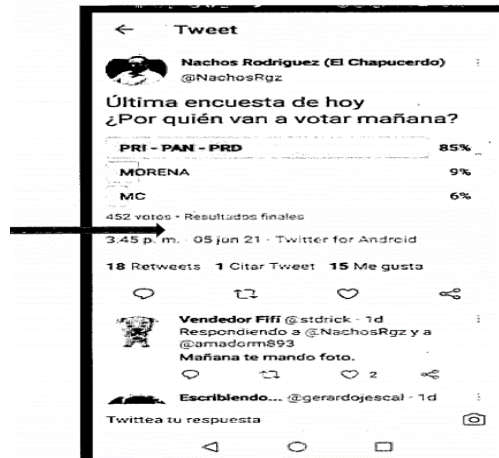 ← Tweet
Nachos Rodriguez (El Chapucerdo)
@NachosRgz
Última encuesta de hoy
¿Por quién van a votar mañana?
PRI - PAN - PRD 85%
MORENA 9%
MC 6%
452 votos • Resultados finales
3:45 p. m. · 05 jun 21 · Twitter for Android
18 Retweets 1 Citar Tweet 15 Me gusta
Vendedor Fifí @stdrick · 1d
Respondiendo a @NachosRgz y a
@amadorm893
Mañana te mando foto.
2
Escribiendo... @gerardojescal · 1d
Twittea tu respuesta